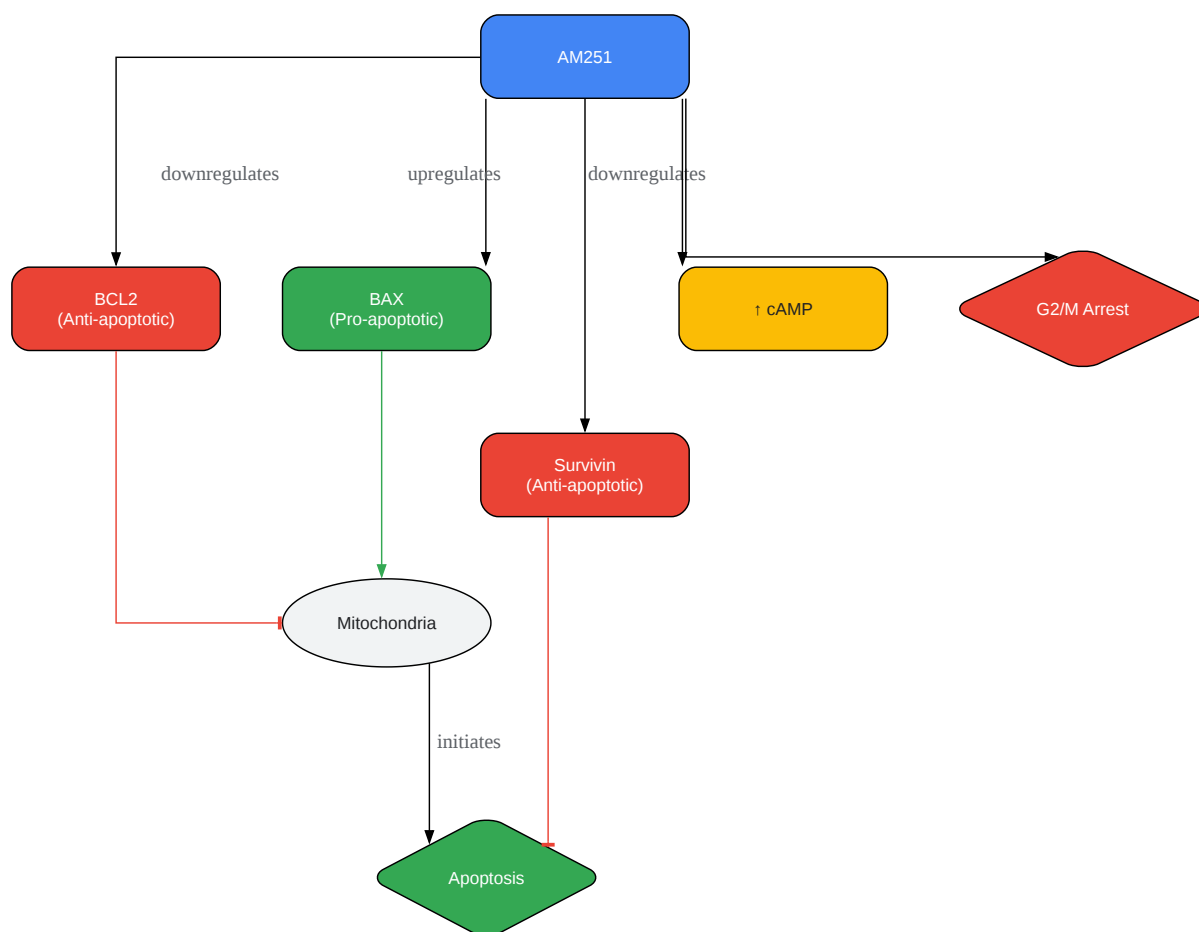 AM251
downregulates
upregulates
downregulates
BCL2
(Anti-apoptotic)
BAX
(Pro-apoptotic)
↑ cAMP
G2/M Arrest
Survivin
(Anti-apoptotic)
Mitochondria
initiates
Apoptosis